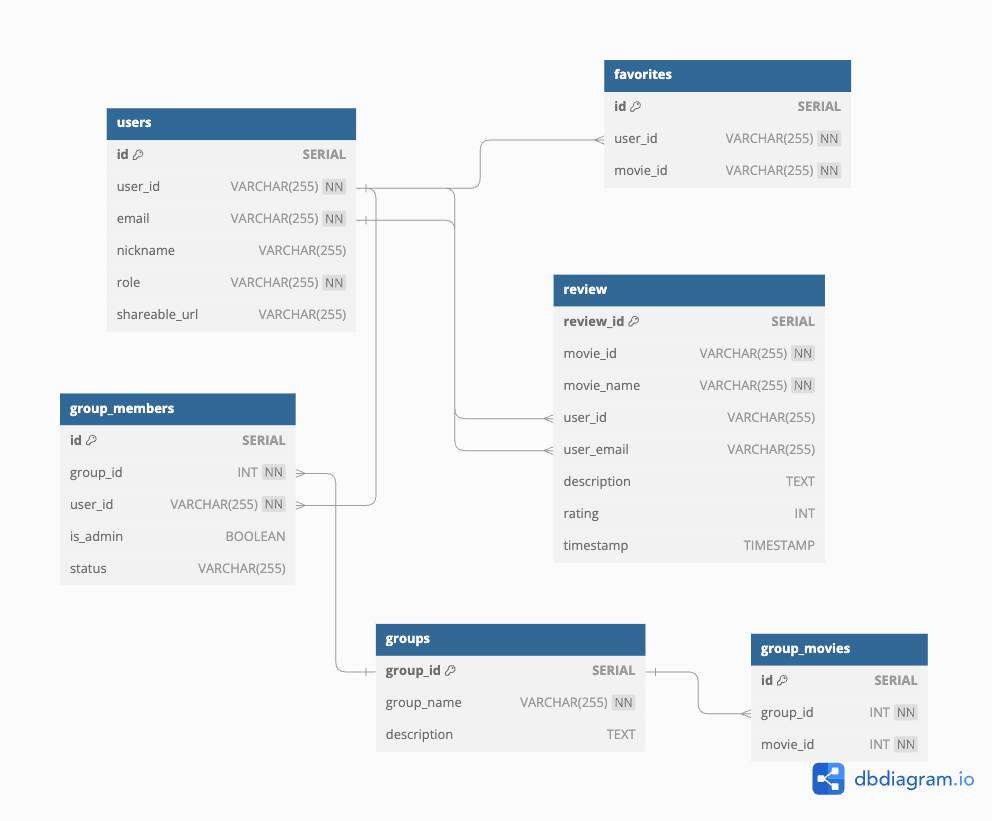 users
id SERIAL
user_id VARCHAR(255) NN
email VARCHAR(255) NN
nickname VARCHAR(255)
role VARCHAR(255) NN
shareable_url VARCHAR(255)
favorites
id SERIAL
user_id VARCHAR(255) NN
movie_id VARCHAR(255) NN
review
review_id SERIAL
movie_id VARCHAR(255) NN
movie_name VARCHAR(255) NN
user_id VARCHAR(255)
user_email VARCHAR(255)
description TEXT
rating INT
timestamp TIMESTAMP
group_members
id SERIAL
group_id INT NN
user_id VARCHAR(255) NN
is_admin BOOLEAN
status VARCHAR(255)
groups
group_id SERIAL
group_name VARCHAR(255) NN
description TEXT
group_movies
id SERIAL
group_id INT NN
movie_id INT NN
dbdiagram.io